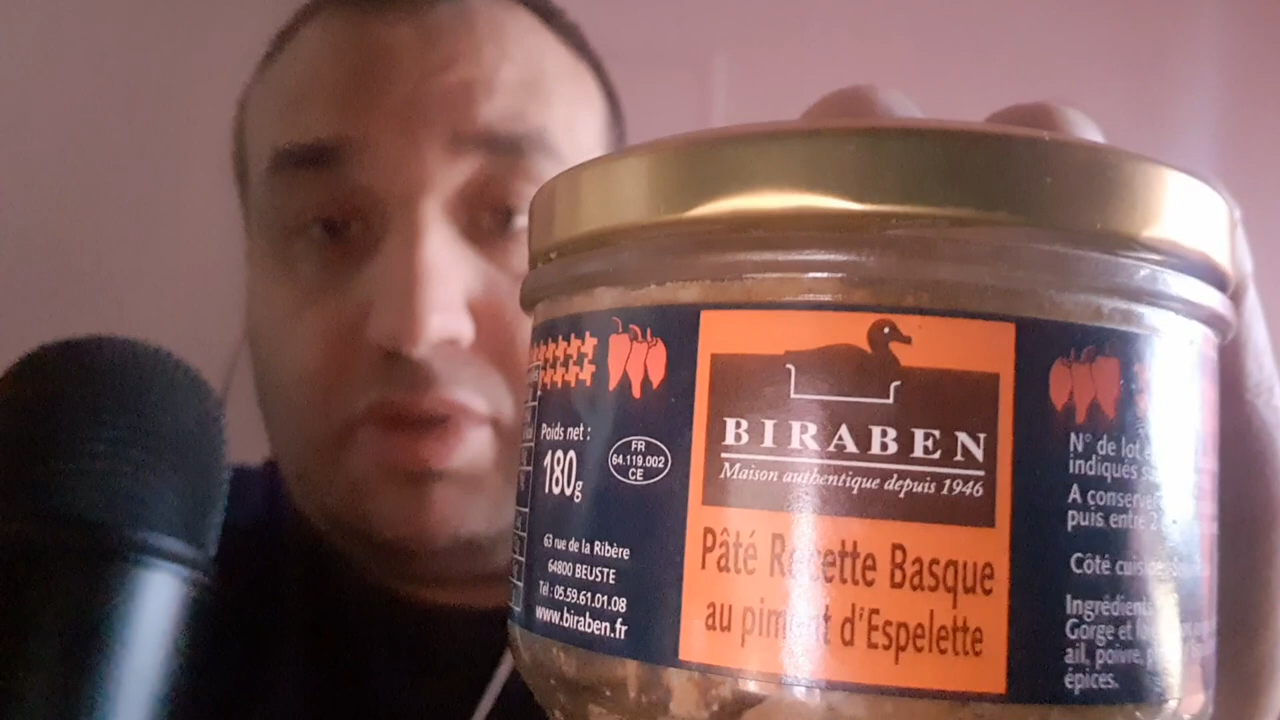 Poids net :
180g
FR
64.119.002
CE
63 rue de la Ribère
64800 BEUSTE
Tél : 05.59.61.01.08
www.biraben.fr
BIRABEN
Maison authentique depuis 1946
Pâté Recette Basque
au piment d'Espelette
N° de lot
indiqués
A conserver
puis entre 2
Côté
Ingrédients
Gorge et
ail, poivre,
épices.